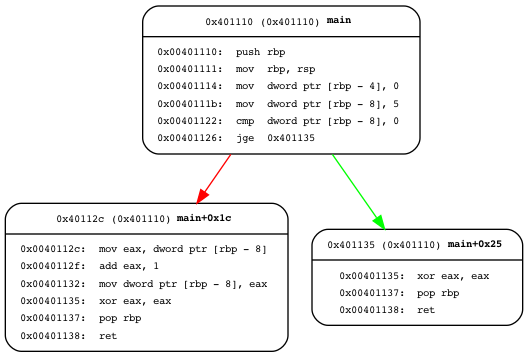 0x401110 (0x401110) main
0x00401110: push rbp
0x00401111: mov rbp, rsp
0x00401114: mov dword ptr [rbp - 4], 0
0x0040111b: mov dword ptr [rbp - 8], 5
0x00401122: cmp dword ptr [rbp - 8], 0
0x00401126: jge 0x401135
0x40112c (0x401110) main+0x1c
0x0040112c: mov eax, dword ptr [rbp - 8]
0x0040112f: add eax, 1
0x00401132: mov dword ptr [rbp - 8], eax
0x00401135: xor eax, eax
0x00401137: pop rbp
0x00401138: ret
0x401135 (0x401110) main+0x25
0x00401135: xor eax, eax
0x00401137: pop rbp
0x00401138: ret